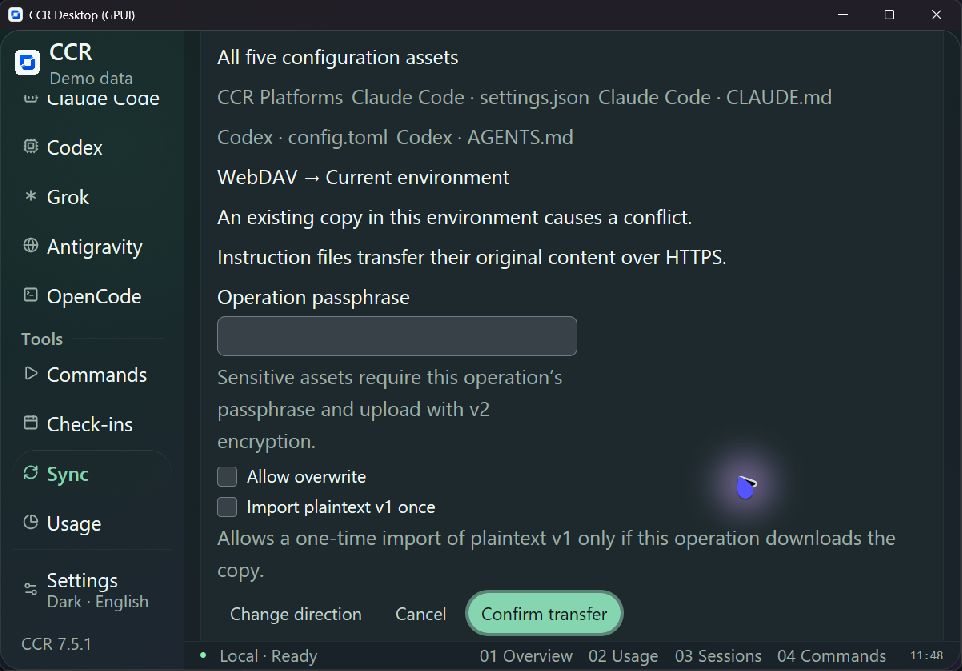 CCR Desktop (GPUI)
CCR
Demo data
Claude Code
Codex
Grok
Antigravity
OpenCode
Tools
Commands
Check-ins
Sync
Usage
Settings
Dark · English
CCR 7.5.1
All five configuration assets
CCR Platforms Claude Code · settings.json Claude Code · CLAUDE.md
Codex · config.toml Codex · AGENTS.md
WebDAV → Current environment
An existing copy in this environment causes a conflict.
Instruction files transfer their original content over HTTPS.
Operation passphrase
Sensitive assets require this operation’s
passphrase and upload with v2
encryption.
Allow overwrite
Import plaintext v1 once
Allows a one-time import of plaintext v1 only if this operation downloads the
copy.
Change direction Cancel Confirm transfer
Local · Ready 01 Overview 02 Usage 03 Sessions 04 Commands 11:48